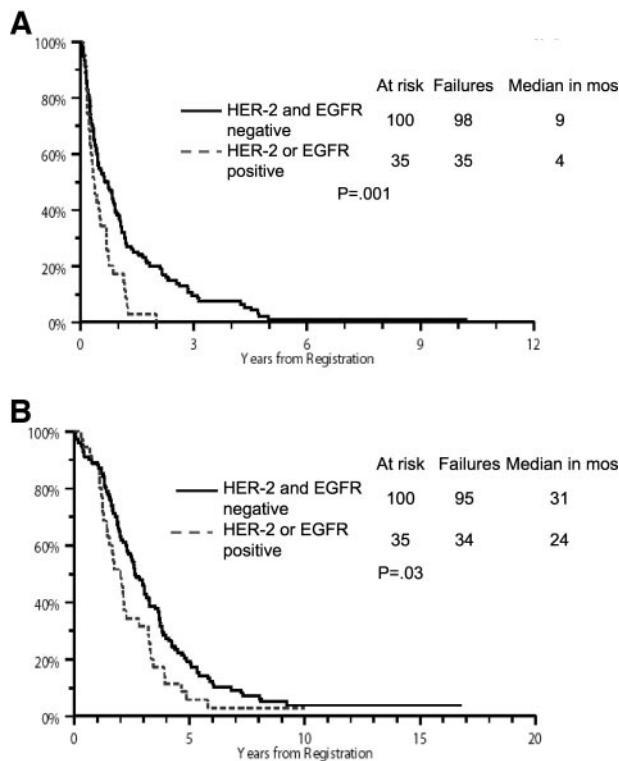 A
100%
80%
60%
40%
20%
0%
At risk Failures Median in mos
HER-2 and EGFR negative 100 98 9
HER-2 or EGFR positive 35 35 4
P=.001
0 3 6 9 12
Years from Registration
B
100%
80%
60%
40%
20%
0%
At risk Failures Median in mos
HER-2 and EGFR negative 100 95 31
HER-2 or EGFR positive 35 34 24
P=.03
0 5 10 15 20
Years from Registration